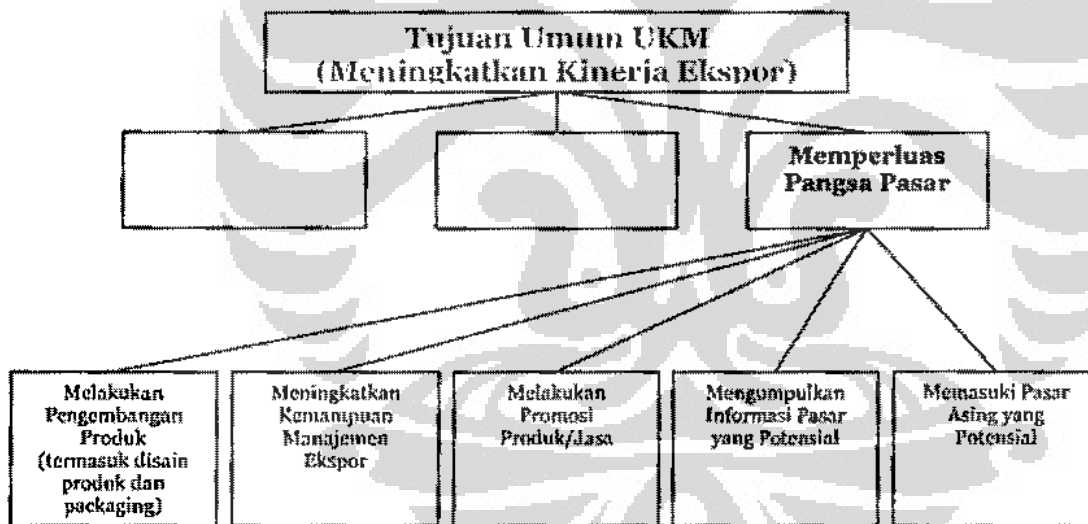 Tujuan Umum UKM
(Meningkatkan Kinerja Ekspor)
Memperluas
Pangsa Pasar
Melakukan
Pengembangan
Produk
(termasuk disain
produk dan
packaging)
Meningkatkan
Kemampuan
Manajemen
Ekspor
Melakukan
Promosi
Produk/Jasa
Mengumpulkan
Informasi Pasar
yang Potensial
Memasuki Pasar
Asing yang
Potensial